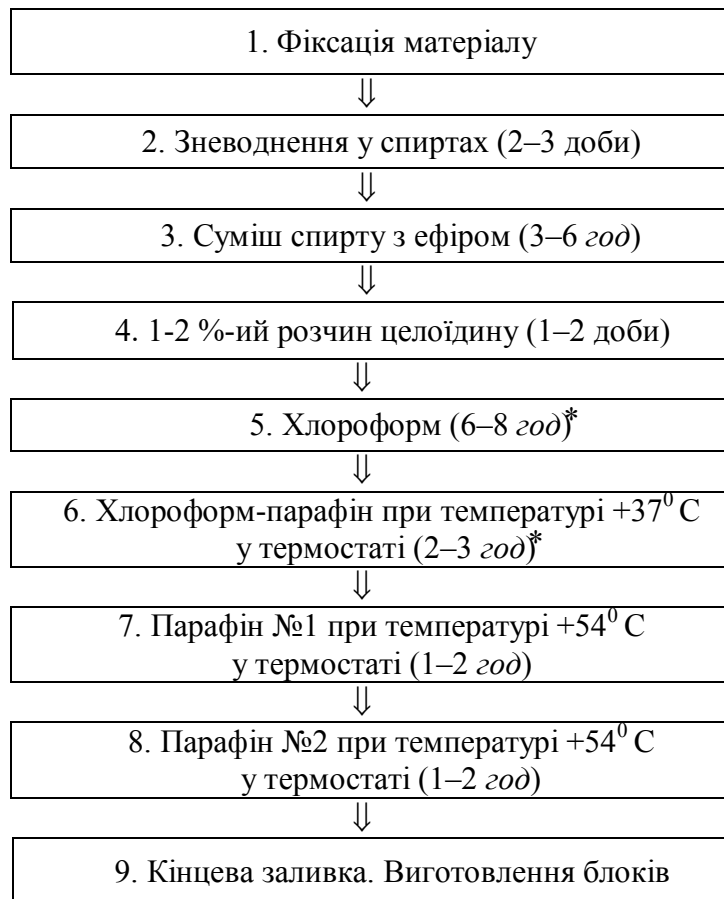 1. Фіксація матеріалу
⇓
2. Зневоднення у спиртах (2–3 доби)
⇓
3. Суміш спирту з ефіром (3–6 год)
⇓
4. 1-2 %-ий розчин целоїдину (1–2 доби)
⇓
5. Хлороформ (6–8 год)*
⇓
6. Хлороформ-парафін при температурі +37⁰ С
у термостаті (2–3 год)*
⇓
7. Парафін №1 при температурі +54⁰ С
у термостаті (1–2 год)
⇓
8. Парафін №2 при температурі +54⁰ С
у термостаті (1–2 год)
⇓
9. Кінцева заливка. Виготовлення блоків